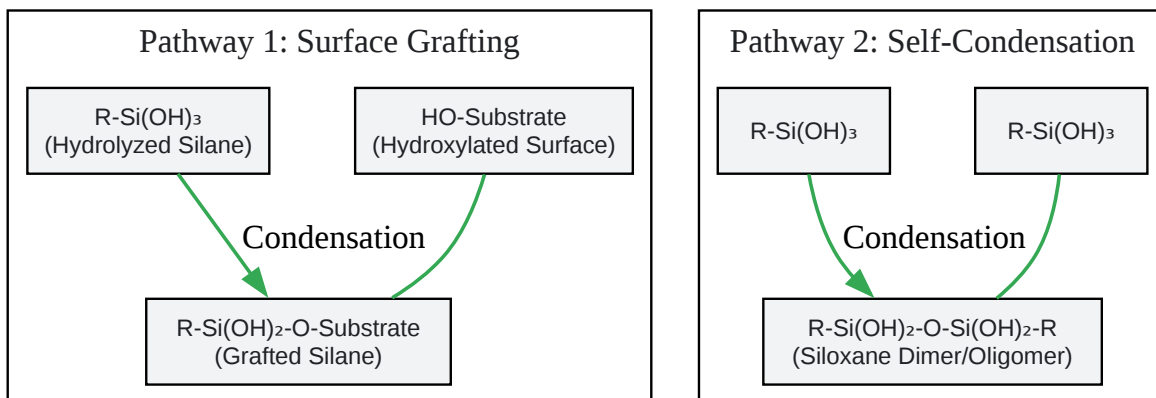 Pathway 1: Surface Grafting
R-Si(OH)₃
(Hydrolyzed Silane)
HO-Substrate
(Hydroxylated Surface)
Condensation
R-Si(OH)₂-O-Substrate
(Grafted Silane)
Pathway 2: Self-Condensation
R-Si(OH)₃
R-Si(OH)₃
Condensation
R-Si(OH)₂-O-Si(OH)₂-R
(Siloxane Dimer/Oligomer)